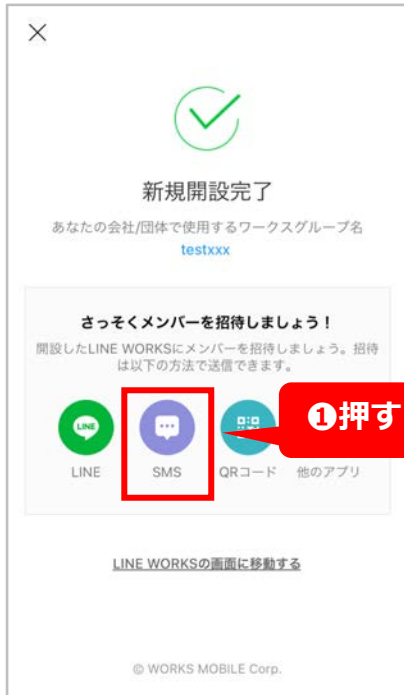 新規開設完了
あなたの会社/団体で使用するワークスグループ名
testxxx
さっそくメンバーを招待しましょう！
開設したLINE WORKSにメンバーを招待しましょう。招待
は以下の方法で送信できます。
LINE
❶押す
LINE
SMS
QRコード
他のアプリ
LINE WORKSの画面に移動する
© WORKS MOBILE Corp.